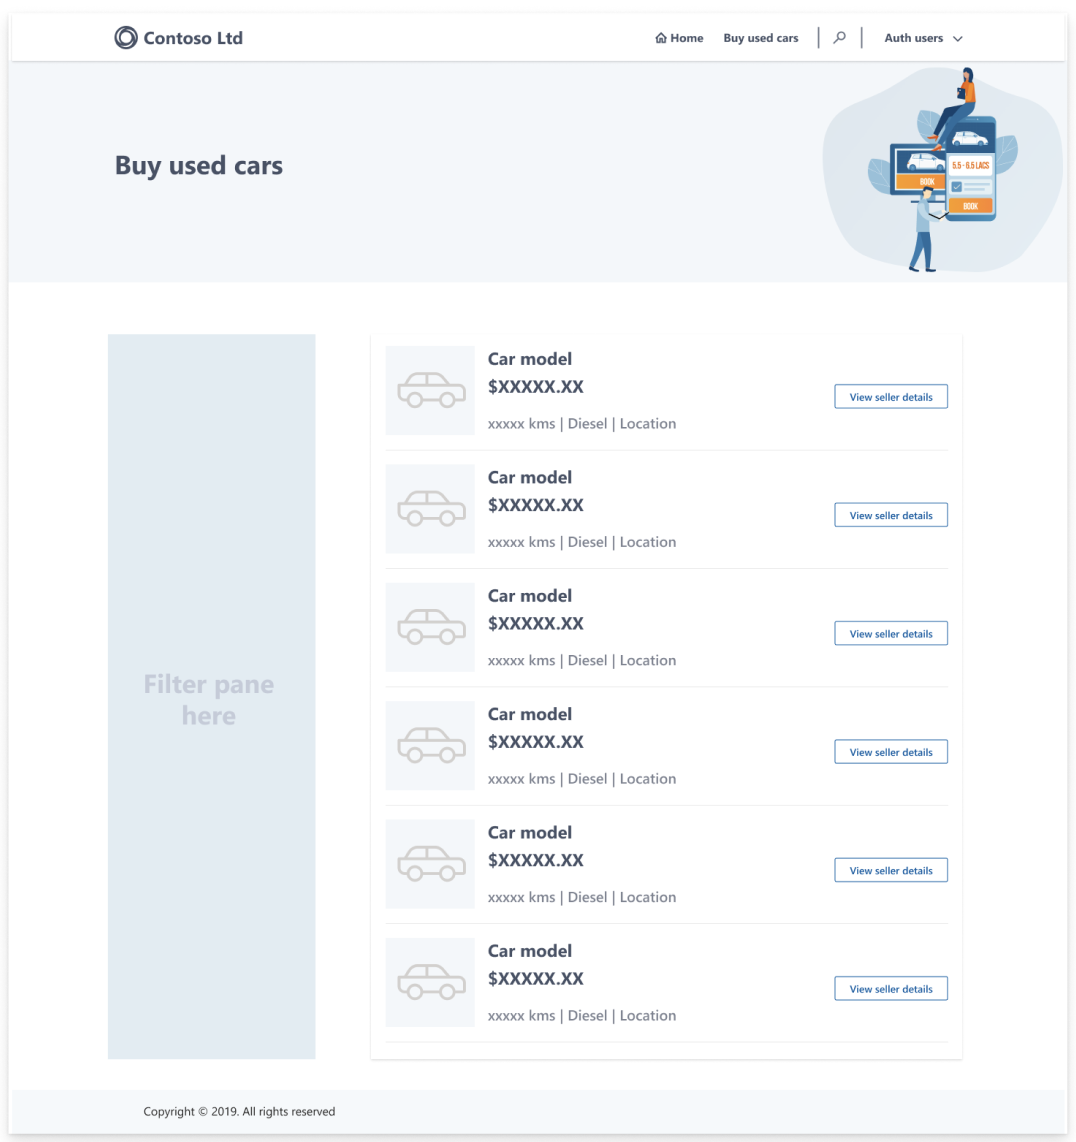 Contoso Ltd
Home
Buy used cars
Auth users
Buy used cars
5.5 - 6.5 LACS
BOOK
BOOK
Filter pane
here
Car model
$XXXXX.XX
xxxxx kms | Diesel | Location
View seller details
Car model
$XXXXX.XX
xxxxx kms | Diesel | Location
View seller details
Car model
$XXXXX.XX
xxxxx kms | Diesel | Location
View seller details
Car model
$XXXXX.XX
xxxxx kms | Diesel | Location
View seller details
Car model
$XXXXX.XX
xxxxx kms | Diesel | Location
View seller details
Car model
$XXXXX.XX
xxxxx kms | Diesel | Location
View seller details
Copyright © 2019. All rights reserved